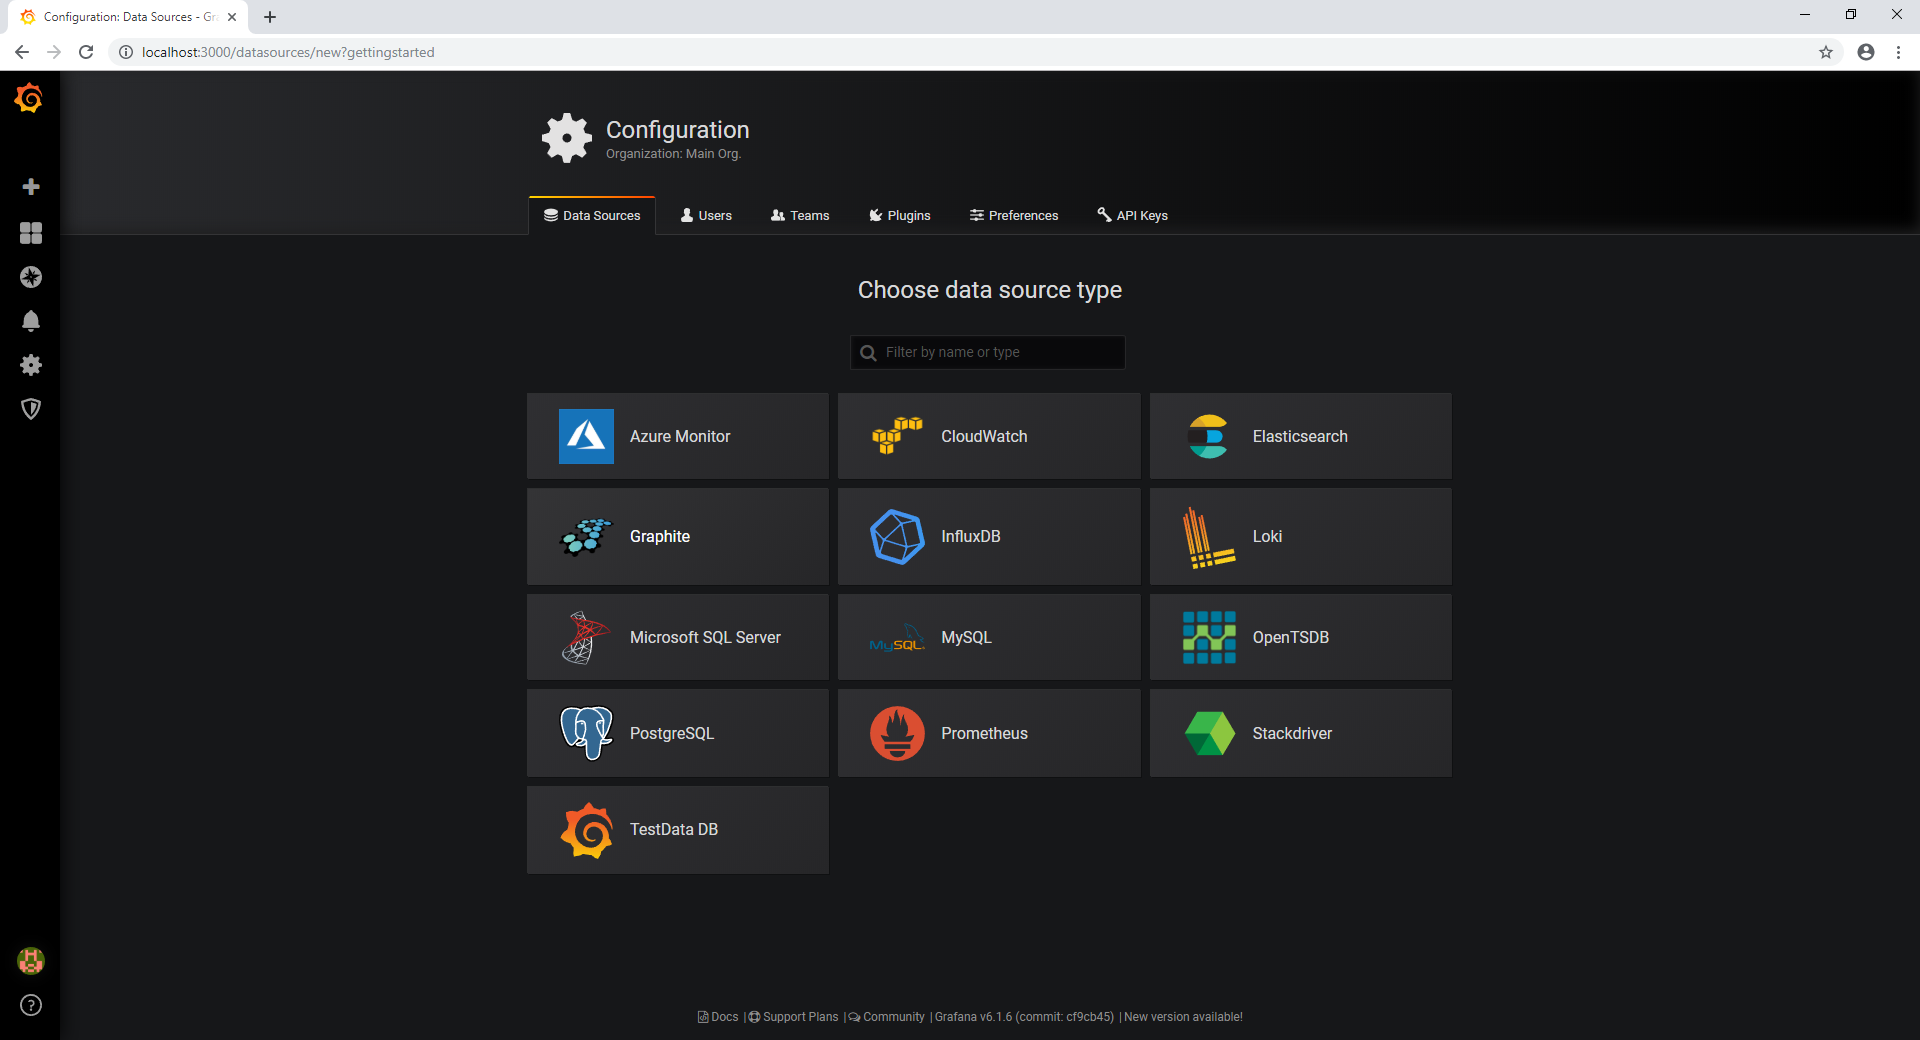 Configuration: Data Sources - Gr
localhost:3000/datasources/new?gettingstarted
Configuration
Organization: Main Org.
Data Sources Users Teams Plugins Preferences API Keys
Choose data source type
Filter by name or type
Azure Monitor CloudWatch Elasticsearch
Graphite InfluxDB Loki
Microsoft SQL Server MySQL MySQL OpenTSDB
PostgreSQL Prometheus Stackdriver
TestData DB
Docs | Support Plans | Community | Grafana v6.1.6 (commit: cf9cb45) | New version available!